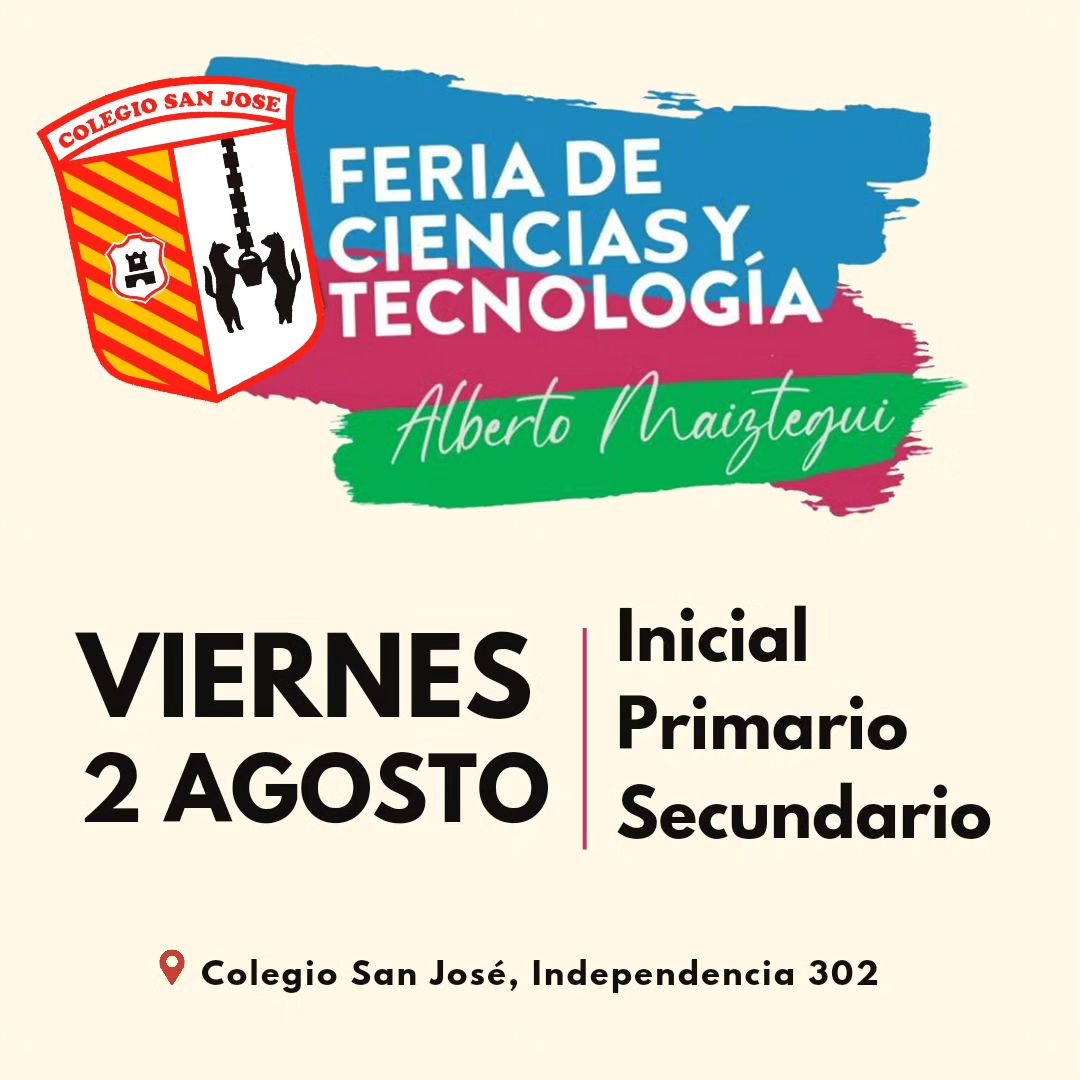 COLEGIO SAN JOSE
FERIA DE
CIENCIAS Y
TECNOLOGÍA
Alberto Maiztegui
VIERNES
2 AGOSTO
Inicial
Primario
Secundario
Colegio San José, Independencia 302